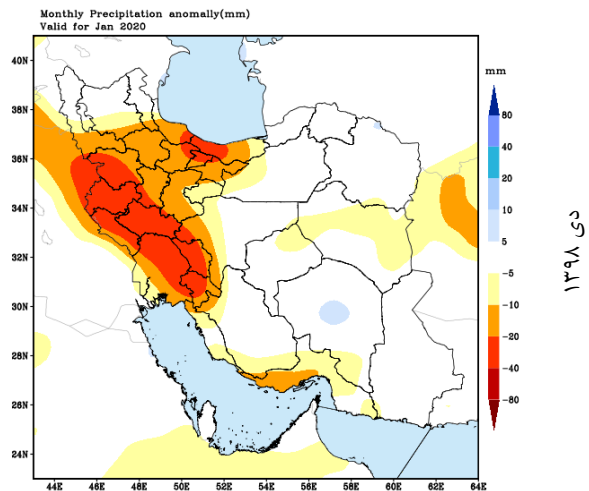 Monthly Precipitation anomaly(mm)
Valid for Jan 2020
mm
40N
38N
36N
34N
32N
30N
28N
26N
24N
44E 46E 48E 50E 52E 54E 56E 58E 60E 62E 64E
80
40
20
10
5
-5
-10
-20
-40
-80
دی ۱۳۹۸